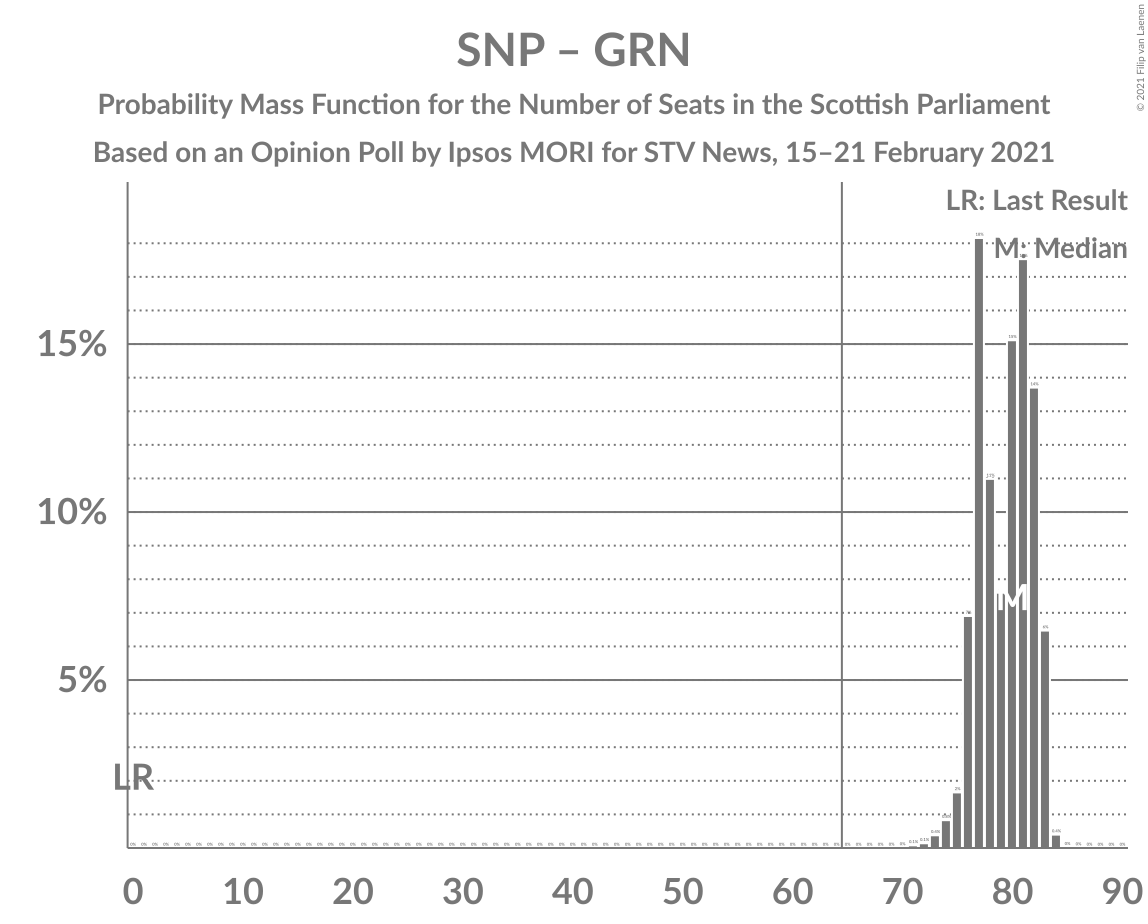 SNP – GRN
Probability Mass Function for the Number of Seats in the Scottish Parliament
Based on an Opinion Poll by Ipsos MORI for STV News, 15–21 February 2021
© 2021 Filip van Laenen
LR: Last Result
M: Median
15%
10%
5%
LR
M
0 10 20 30 40 50 60 70 80 90